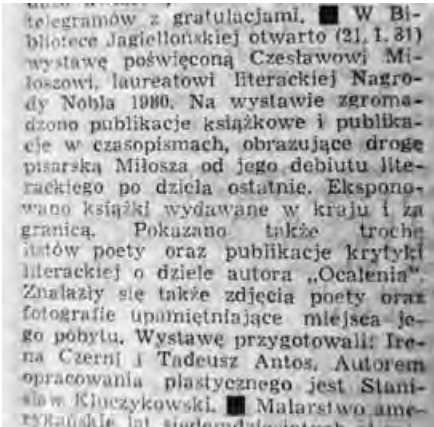 telegramów z gratulacjami. ■ W Bi-
bliotece Jagiellońskiej otwarto (21. I. 81)
wystawę poświęconą Czesławowj Mi-
łoszowi, laureatowi literackiej Nagro-
dy Nobla 1980. Na wystawie zgroma-
dzono publikacje książkowe i publika-
cje w czasopismach, obrazujące drogę
pisarską Miłosza od jego debiutu lite-
rackiego po dzieła ostatnie. Ekspono-
wano książki wydawane w kraju i za
granicą. Pokazano także trochę
listów poety oraz publikacje krytyki
literackiej o dziele autora „Ocalenia”.
Znalazły się także zdjęcia poety oraz
fotografie upamiętniające miejsca je-
go pobytu. Wystawę przygotowali: Ire-
na Czerni i Tadeusz Antos. Autorem
opracowania plastycznego jest Stani-
sław Kluczykowski. ■ Malarstwo ame-
rykańskie lat siedemdziesiątych